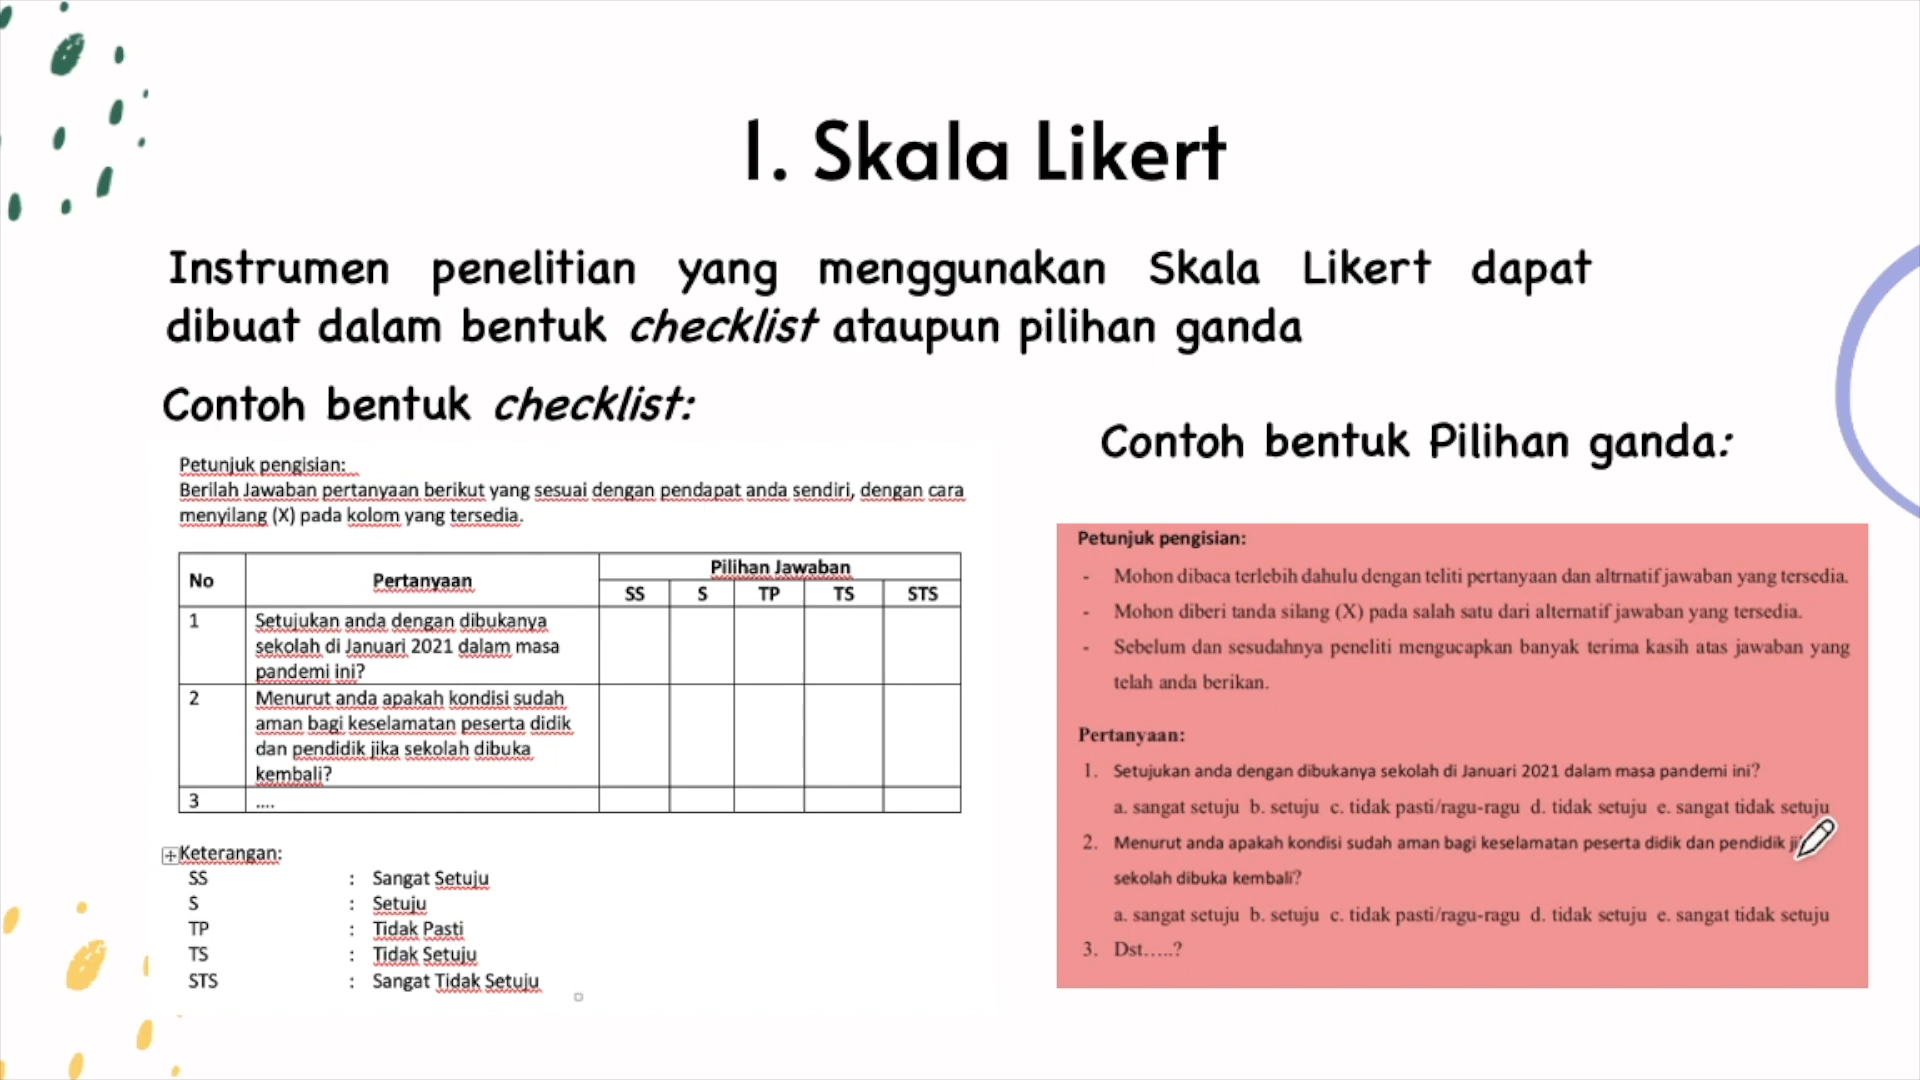 1. Skala Likert
Instrumen penelitian yang menggunakan Skala Likert dapat
dibuat dalam bentuk checklist ataupun pilihan ganda
Contoh bentuk checklist:
Petunjuk pengisian:
Berilah Jawaban pertanyaan berikut yang sesuai dengan pendapat anda sendiri, dengan cara
menyilang (X) pada kolom yang tersedia.
No Pertanyaan Pilihan Jawaban
SS S TP TS STS
1 Setujukan anda dengan dibukanya
sekolah di Januari 2021 dalam masa
pandemi ini?
2 Menurut anda apakah kondisi sudah
aman bagi keselamatan peserta didik
dan pendidik jika sekolah dibuka
kembali?
3 ....
Keterangan:
SS : Sangat Setuju
S : Setuju
TP : Tidak Pasti
TS : Tidak Setuju
STS : Sangat Tidak Setuju
Contoh bentuk Pilihan ganda:
Petunjuk pengisian:
- Mohon dibaca terlebih dahulu dengan teliti pertanyaan dan altrnatif jawaban yang tersedia.
- Mohon diberi tanda silang (X) pada salah satu dari alternatif jawaban yang tersedia.
- Sebelum dan sesudahnya peneliti mengucapkan banyak terima kasih atas jawaban yang
telah anda berikan.
Pertanyaan:
1. Setujukan anda dengan dibukanya sekolah di Januari 2021 dalam masa pandemi ini?
a. sangat setuju b. setuju c. tidak pasti/ragu-ragu d. tidak setuju e. sangat tidak setuju
2. Menurut anda apakah kondisi sudah aman bagi keselamatan peserta didik dan pendidik
sekolah dibuka kembali?
a. sangat setuju b. setuju c. tidak pasti/ragu-ragu d. tidak setuju e. sangat tidak setuju
3. Dst.....?